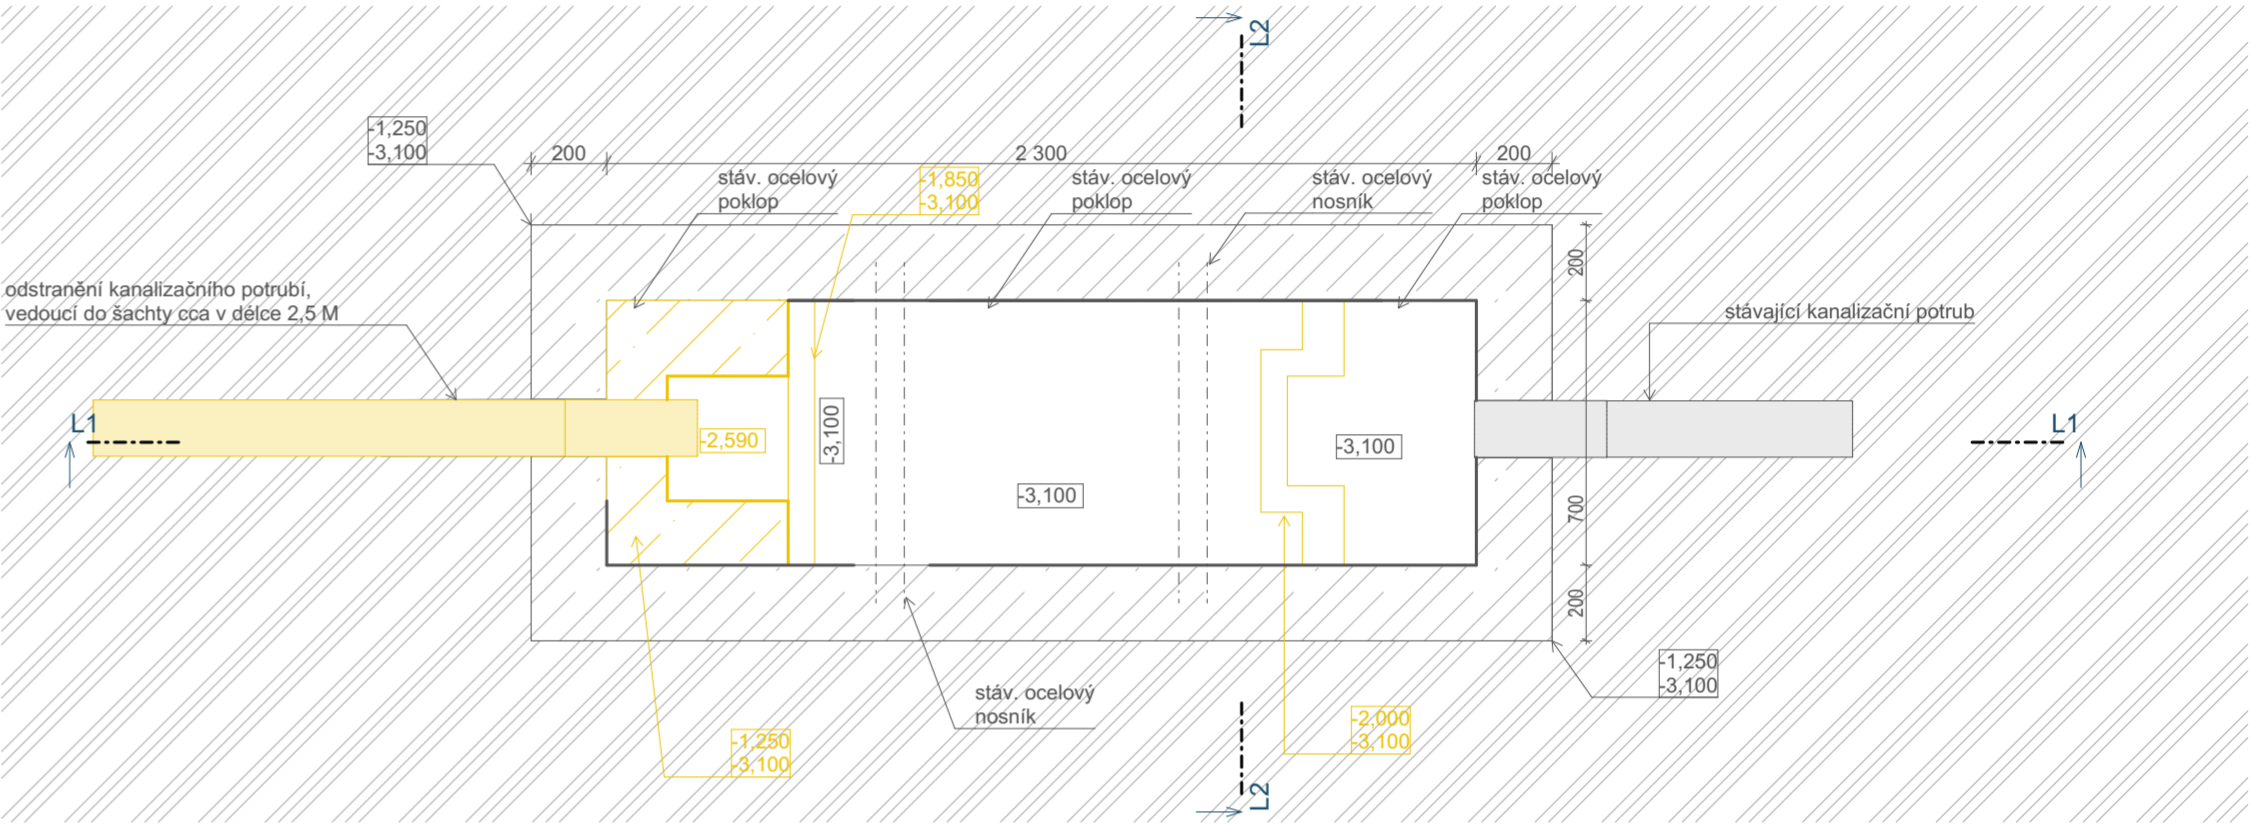 L2
-1,250
-3,100
200
2 300
200
stáv. ocelový
poklop
-1,850
-3,100
stáv. ocelový
poklop
stáv. ocelový
nosník
stáv. ocelový
poklop
200
odstranění kanalizačního potrubí,
vedoucí do šachty cca v délce 2,5 M
stávající kanalizační potrub
L1
-2,590
-3,100
-3,100
-3,100
L1
700
200
stáv. ocelový
nosník
-1,250
-3,100
-1,250
-3,100
-2,000
-3,100
L2